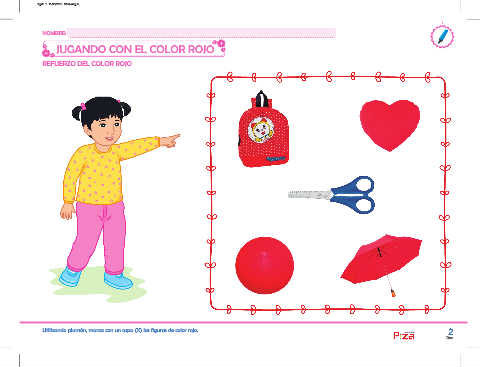 NOMBRE:
JUGANDO CON EL COLOR ROJO
REFUERZO DEL COLOR ROJO
Utilizando plumón, marca con un aspa (X) las figuras de color rojo.
Pizá
2